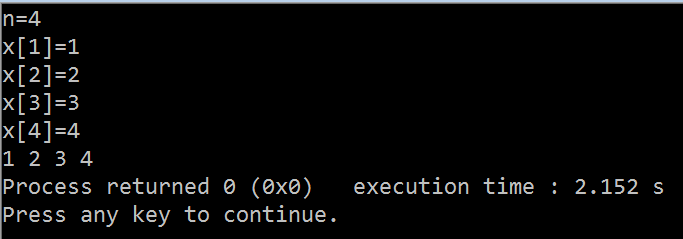 n=4
x[1]=1
x[2]=2
x[3]=3
x[4]=4
1 2 3 4
Process returned 0 (0x0)   execution time : 2.152 s
Press any key to continue.